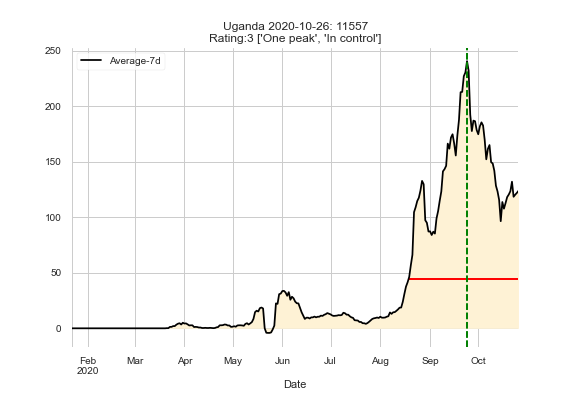 Uganda 2020-10-26: 11557
Rating:3 ['One peak', 'In control']
Average-7d
250
200
150
100
50
0
Feb Mar Apr May Jun Jul Aug Sep Oct
2020
Date